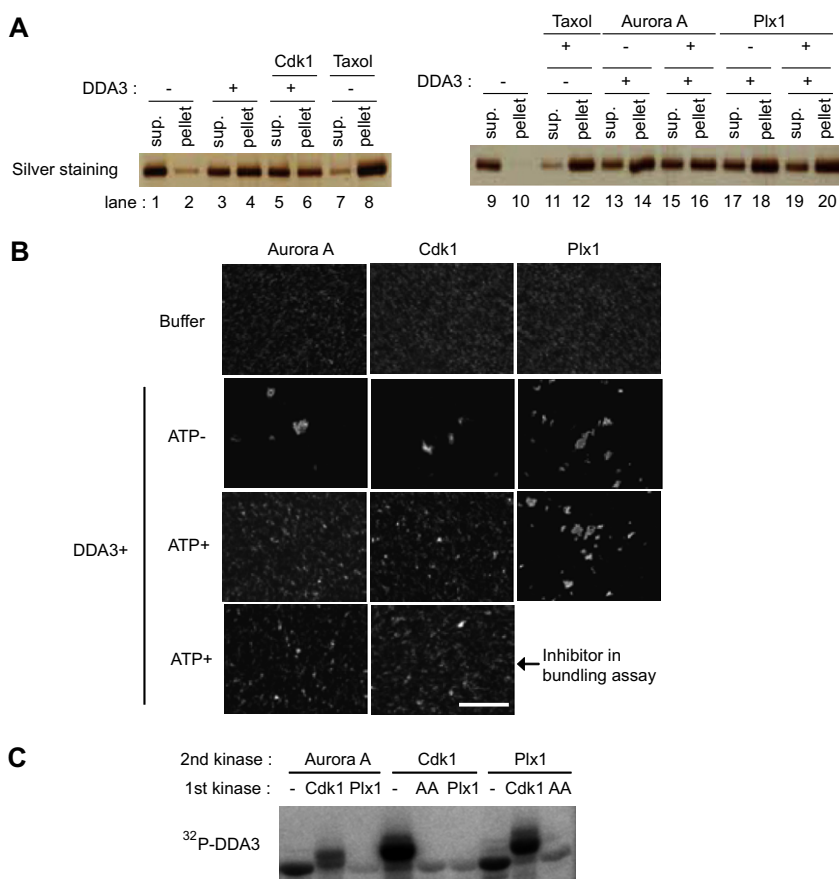 A
Cdk1 Taxol
DDA3 : - + + -
sup. pellet sup. pellet sup. pellet sup. pellet
Silver staining
lane : 1 2 3 4 5 6 7 8
Taxol Aurora A Plx1
+ - + - +
DDA3 : - - + + + +
sup. pellet sup. pellet sup. pellet sup. pellet sup. pellet sup. pellet
9 10 11 12 13 14 15 16 17 18 19 20
B
Aurora A Cdk1 Plx1
Buffer
ATP-
DDA3+
ATP+
ATP+
Inhibitor in
bundling assay
C
2nd kinase : Aurora A Cdk1 Plx1
1st kinase : - Cdk1 Plx1 - AA Plx1 - Cdk1 AA
32P-DDA3